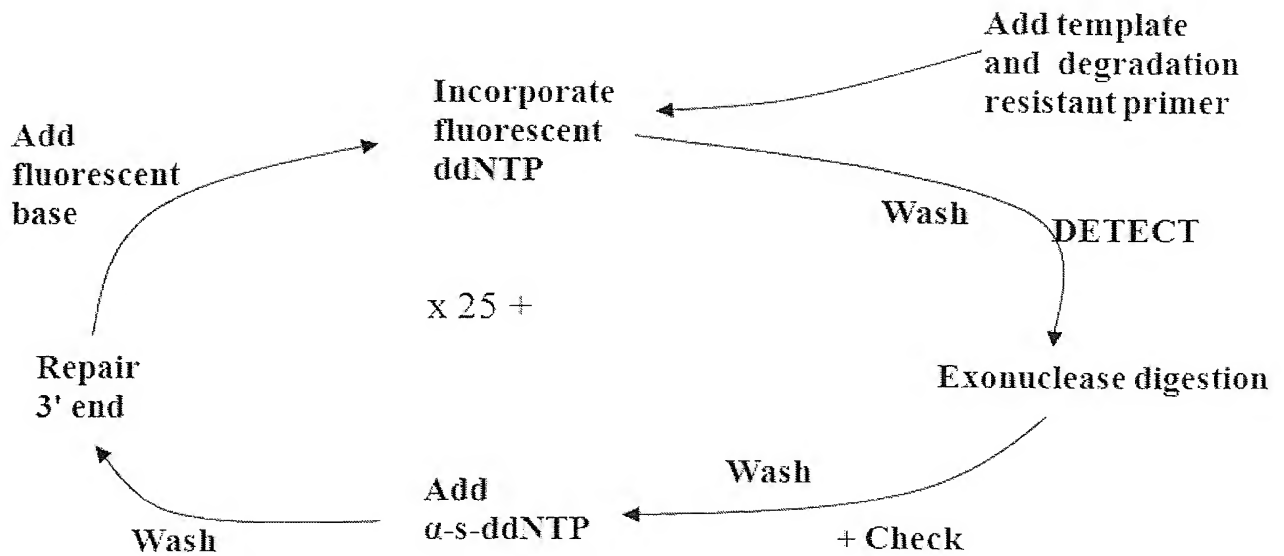 Add template
and degradation
resistant primer
Incorporate
fluorescent
ddNTP
Add
fluorescent
base
Wash
DETECT
x 25 +
Repair
3' end
Exonuclease digestion
Wash
Add
α-s-ddNTP
Wash
+ Check